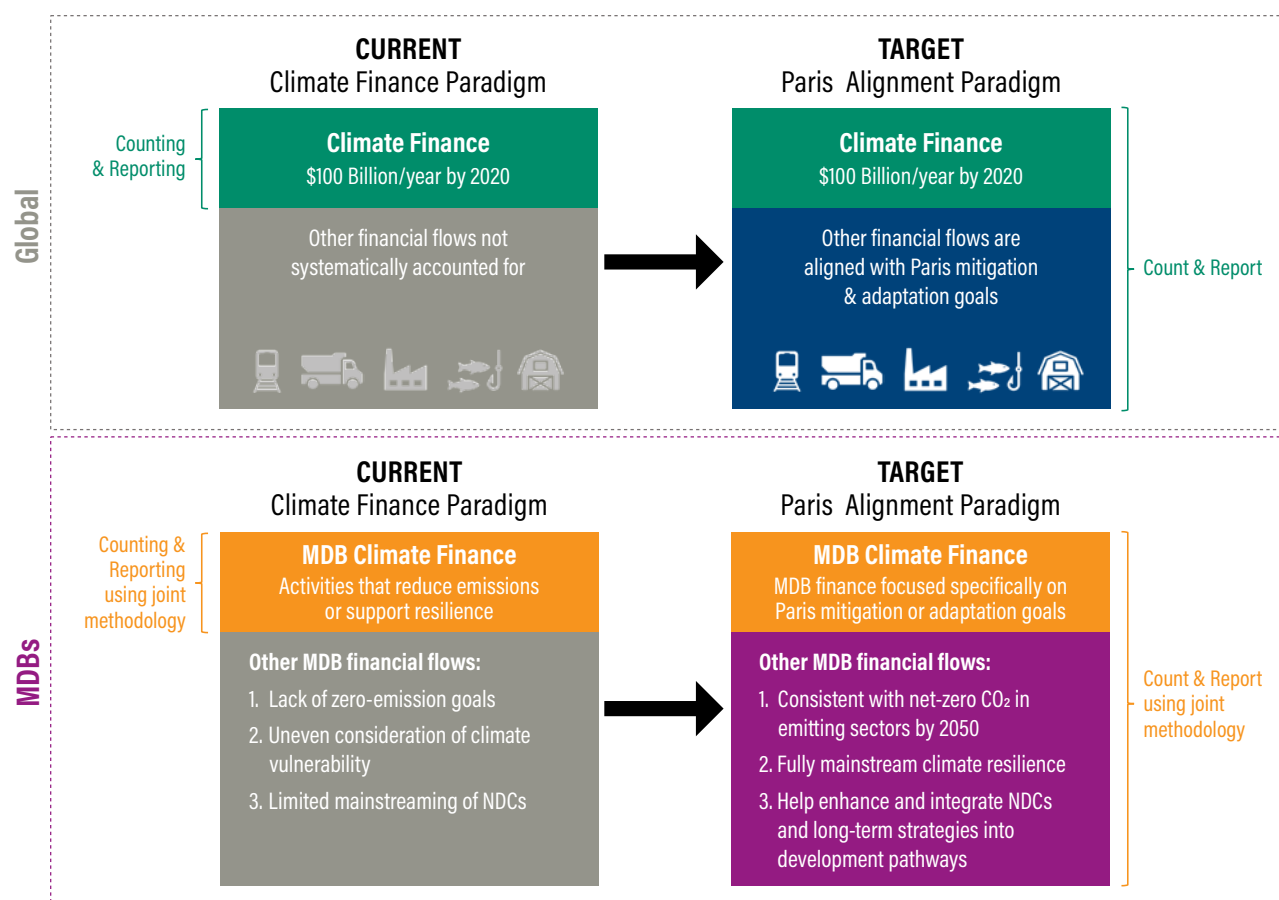 Global
CURRENT
Climate Finance Paradigm
Counting
& Reporting
Climate Finance
$100 Billion/year by 2020
Other financial flows not
systematically accounted for
TARGET
Paris Alignment Paradigm
Climate Finance
$100 Billion/year by 2020
Other financial flows are
aligned with Paris mitigation
& adaptation goals
Count & Report
MDBs
CURRENT
Climate Finance Paradigm
Counting &
Reporting
using joint
methodology
MDB Climate Finance
Activities that reduce emissions
or support resilience
Other MDB financial flows:
1. Lack of zero-emission goals
2. Uneven consideration of climate
vulnerability
3. Limited mainstreaming of NDCs
TARGET
Paris Alignment Paradigm
MDB Climate Finance
MDB finance focused specifically on
Paris mitigation or adaptation goals
Other MDB financial flows:
1. Consistent with net-zero CO₂ in
emitting sectors by 2050
2. Fully mainstream climate resilience
3. Help enhance and integrate NDCs
and long-term strategies into
development pathways
Count & Report
using joint
methodology